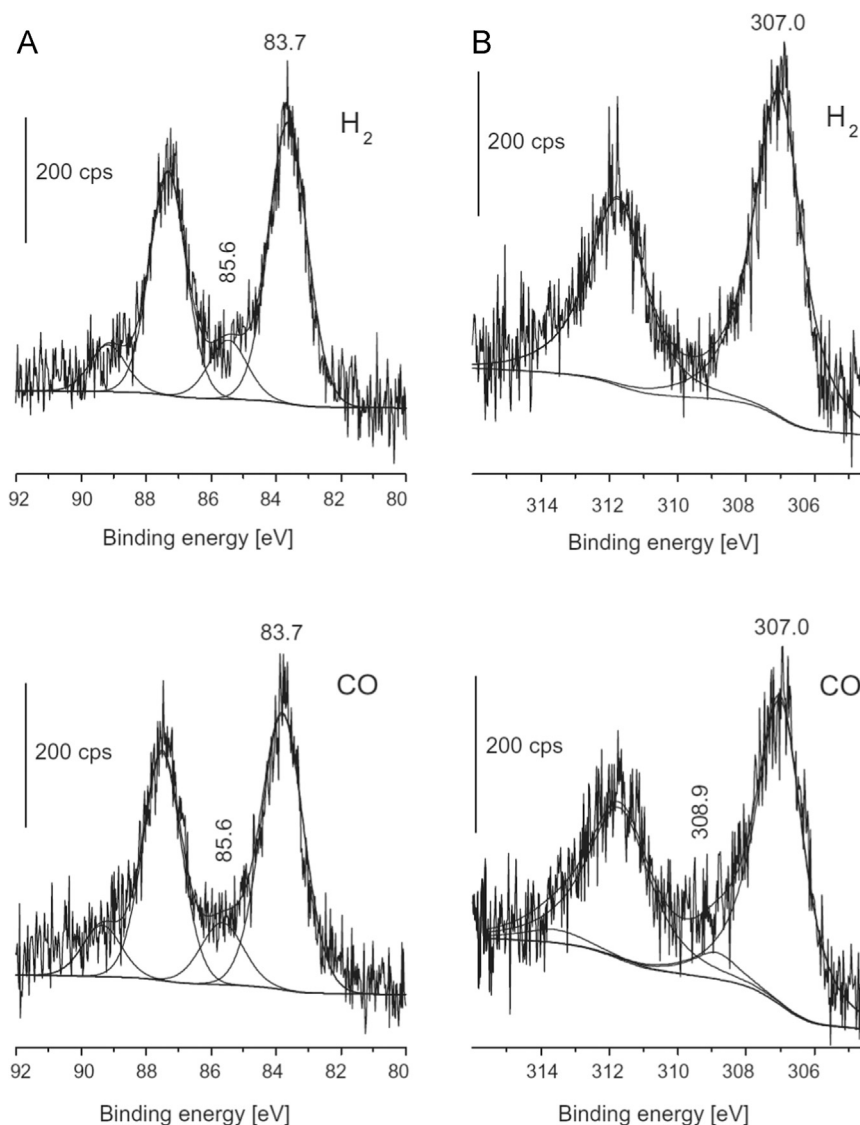 A
83.7
H2
200 cps
85.6
92 90 88 86 84 82 80
Binding energy [eV]
B
307.0
H2
200 cps
314 312 310 308 306
Binding energy [eV]
83.7
CO
200 cps
85.6
92 90 88 86 84 82 80
Binding energy [eV]
307.0
CO
200 cps
308.9
314 312 310 308 306
Binding energy [eV]